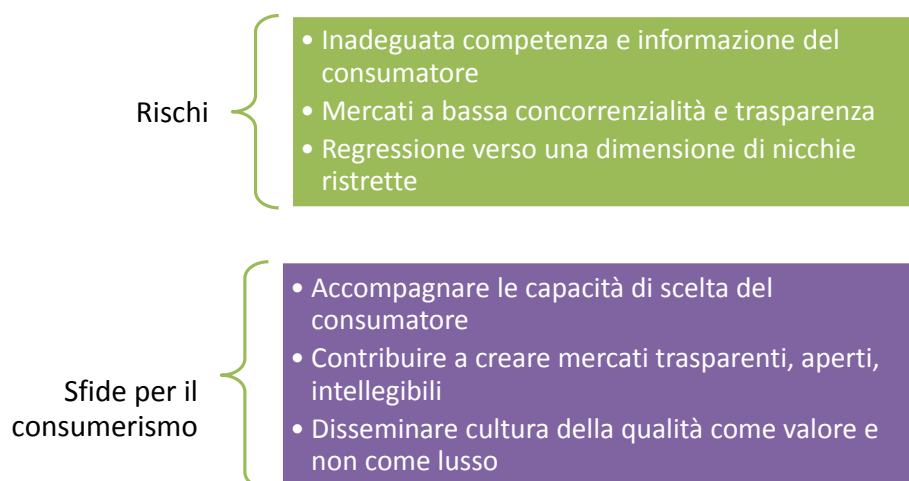 Rischi
• Inadeguata competenza e informazione del
consumatore
• Mercati a bassa concorrenzialità e trasparenza
• Regressione verso una dimensione di nicchie
ristrette
Sfide per il
consumerismo
• Accompagnare le capacità di scelta del
consumatore
• Contribuire a creare mercati trasparenti, aperti,
intellegibili
• Disseminare cultura della qualità come valore e
non come lusso